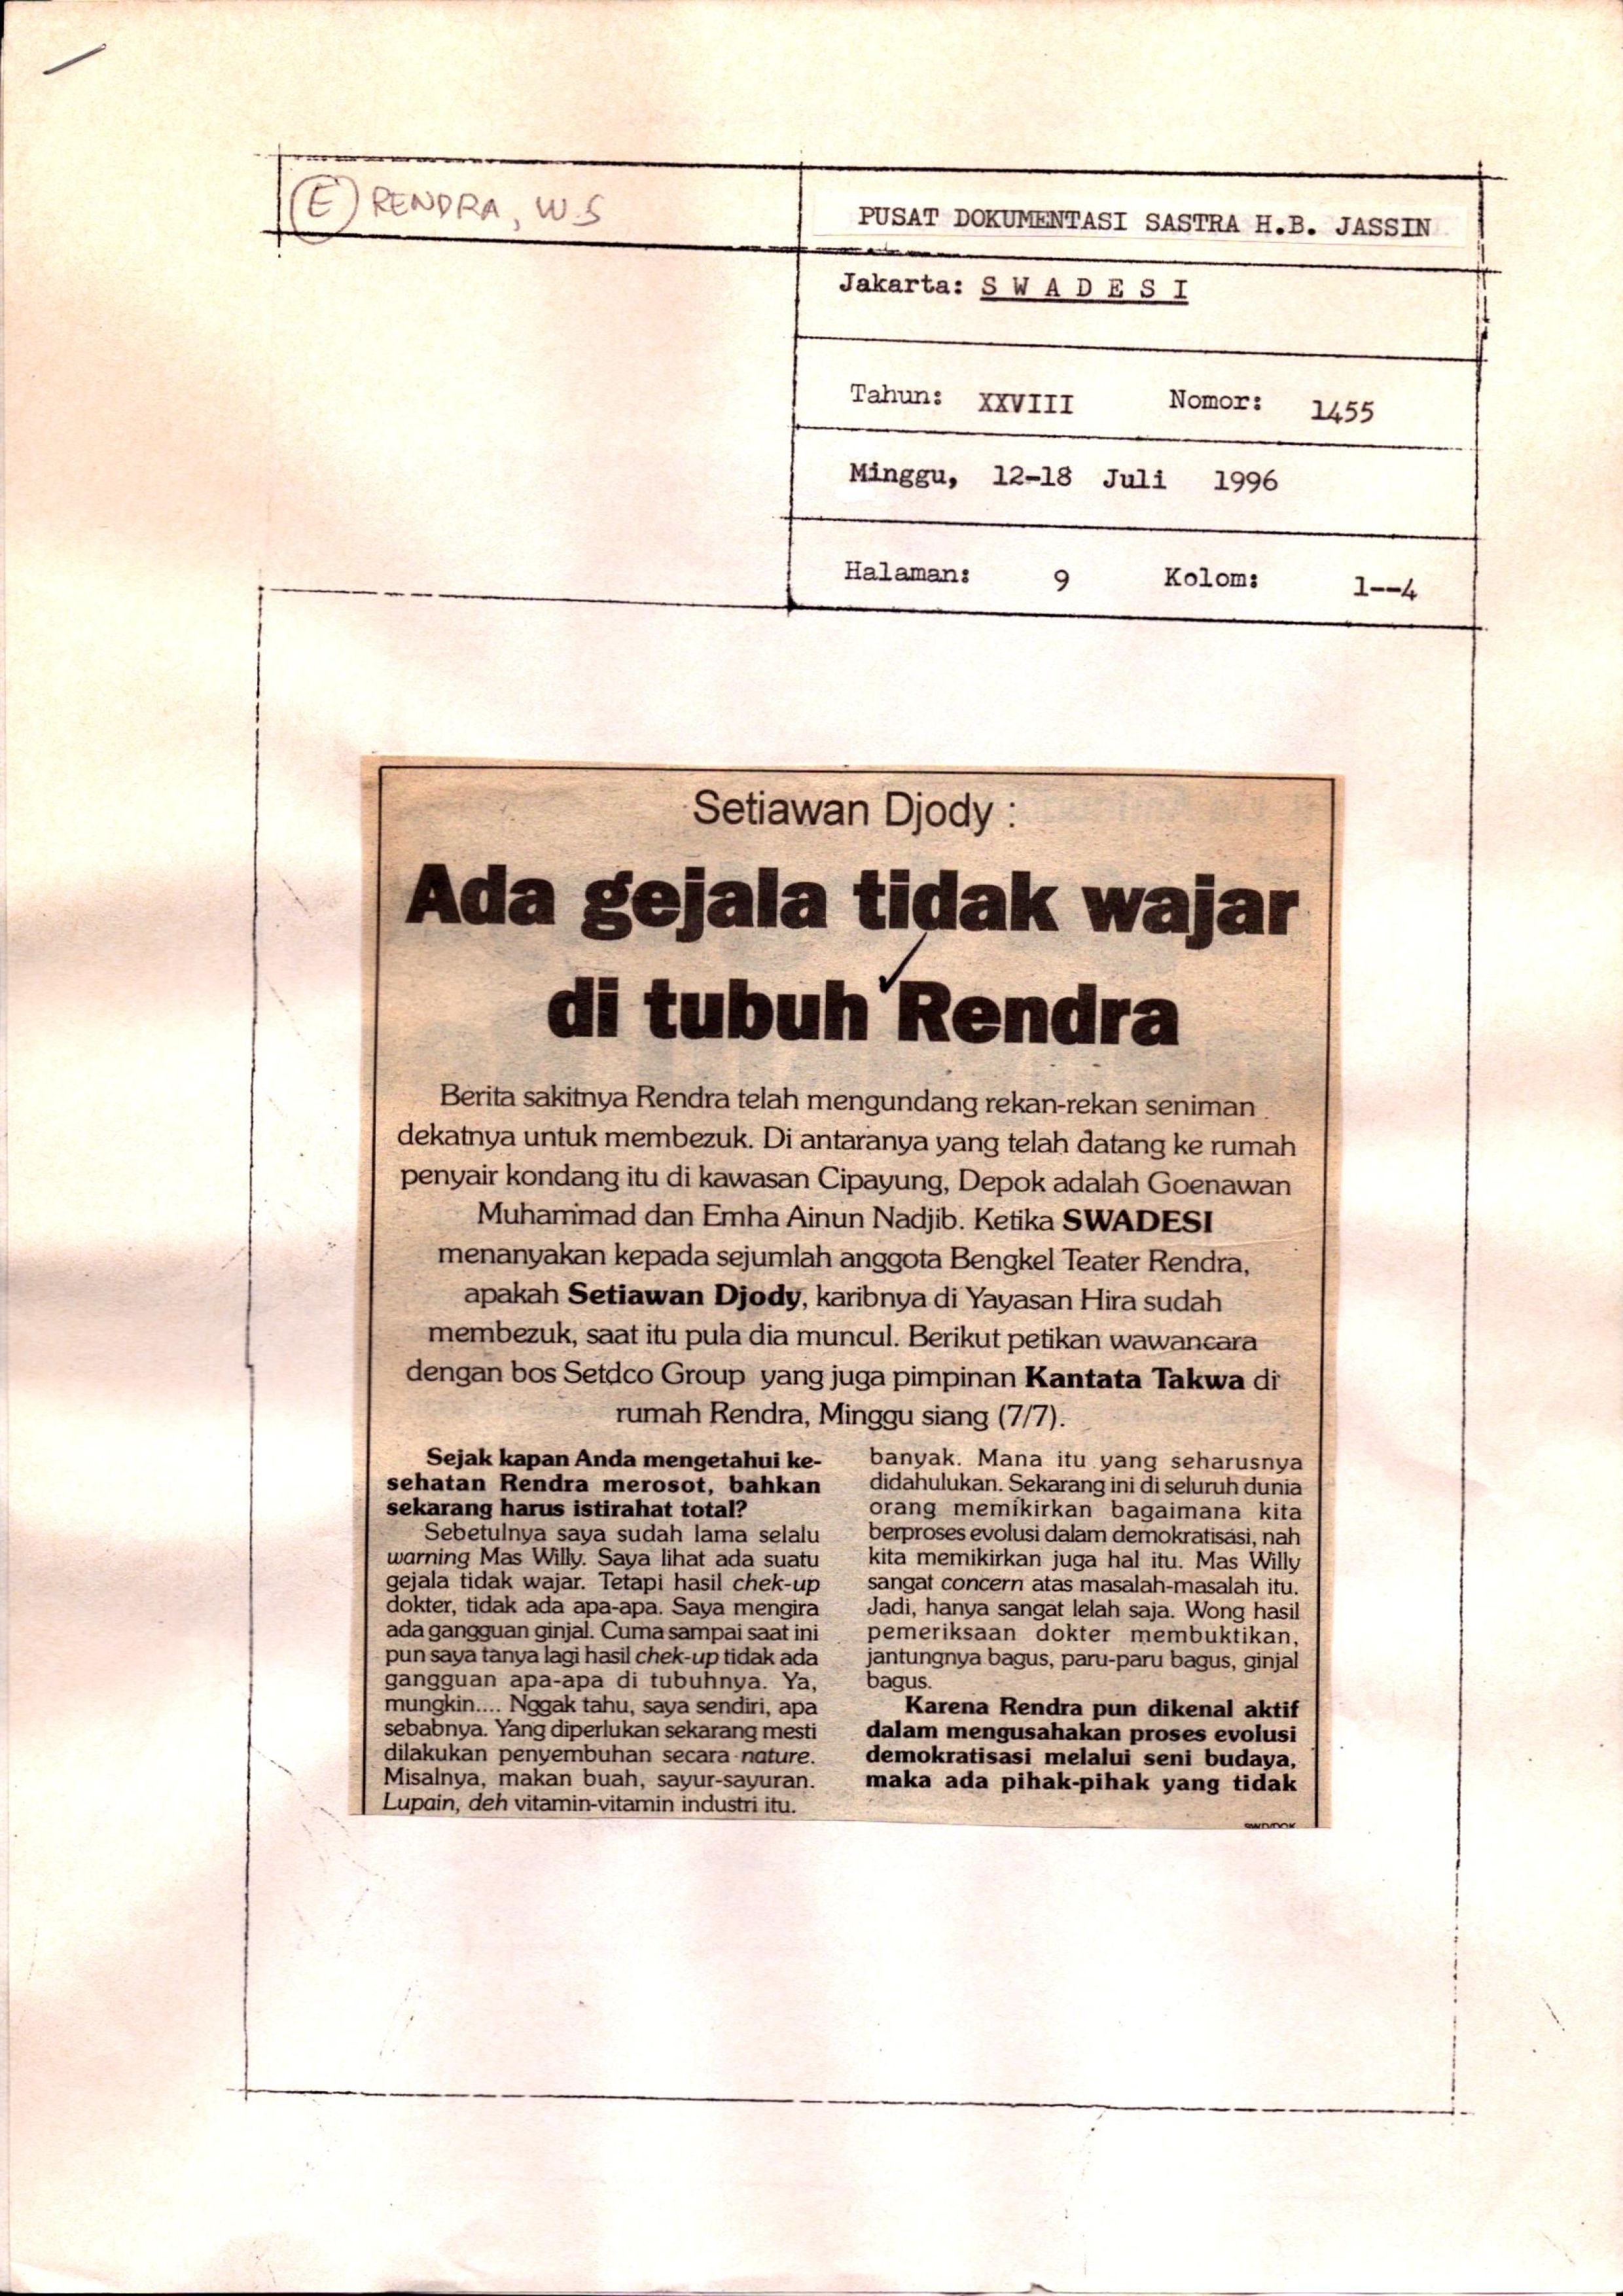 (E) RENDRA, W.S
PUSAT DOKUMENTASI SASTRA H.B. JASSIN
Jakarta: S W A D E S I
Tahun: XXVIII Nomor: 1455
Minggu, 12-18 Juli 1996
Halaman: 9 Kolom: 1--4
Setiawan Djody :
Ada gejala tidak wajar
di tubuh Rendra
Berita sakitnya Rendra telah mengundang rekan-rekan seniman
dekatnya untuk membezuk. Di antaranya yang telah datang ke rumah
penyair kondang itu di kawasan Cipayung, Depok adalah Goenawan
Muhammad dan Emha Ainun Nadjib. Ketika SWADESI
menanyakan kepada sejumlah anggota Bengkel Teater Rendra,
apakah Setiawan Djody, karibnya di Yayasan Hira sudah
membezuk, saat itu pula dia muncul. Berikut petikan wawancara
dengan bos Setdco Group yang juga pimpinan Kantata Takwa di
rumah Rendra, Minggu siang (7/7).
Sejak kapan Anda mengetahui ke-
sehatan Rendra merosot, bahkan
sekarang harus istirahat total?
Sebetulnya saya sudah lama selalu
warning Mas Willy. Saya lihat ada suatu
gejala tidak wajar. Tetapi hasil chek-up
dokter, tidak ada apa-apa. Saya mengira
ada gangguan ginjal. Cuma sampai saat ini
pun saya tanya lagi hasil chek-up tidak ada
gangguan apa-apa di tubuhnya. Ya,
mungkin.... Nggak tahu, saya sendiri, apa
sebabnya. Yang diperlukan sekarang mesti
dilakukan penyembuhan secara nature.
Misalnya, makan buah, sayur-sayuran.
Lupain, deh vitamin-vitamin industri itu.
banyak. Mana itu yang seharusnya
didahulukan. Sekarang ini di seluruh dunia
orang memikirkan bagaimana kita
berproses evolusi dalam demokratisasi, nah
kita memikirkan juga hal itu. Mas Willy
sangat concern atas masalah-masalah itu.
Jadi, hanya sangat lelah saja. Wong hasil
pemeriksaan dokter membuktikan,
jantungnya bagus, paru-paru bagus, ginjal
bagus.
Karena Rendra pun dikenal aktif
dalam mengusahakan proses evolusi
demokratisasi melalui seni budaya,
maka ada pihak-pihak yang tidak